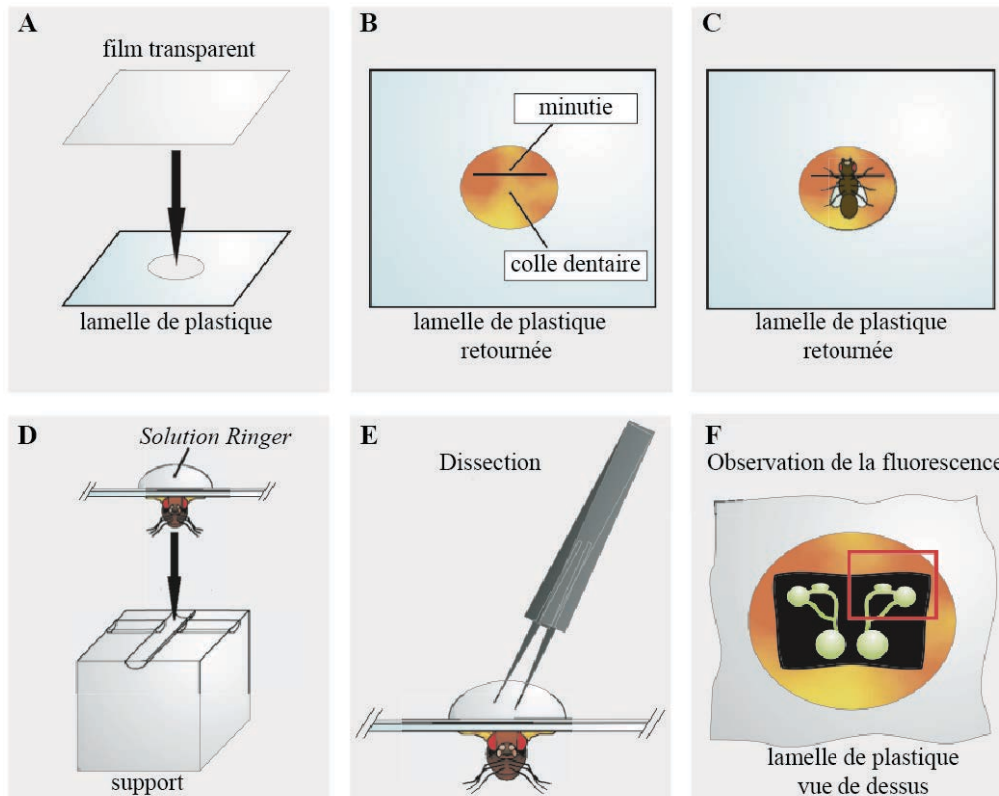 A
film transparent
lamelle de plastique
B
minutie
colle dentaire
lamelle de plastique
retournée
C
lamelle de plastique
retournée
D
Solution Ringer
support
E
Dissection
F
Observation de la fluorescence
lamelle de plastique
vue de dessus